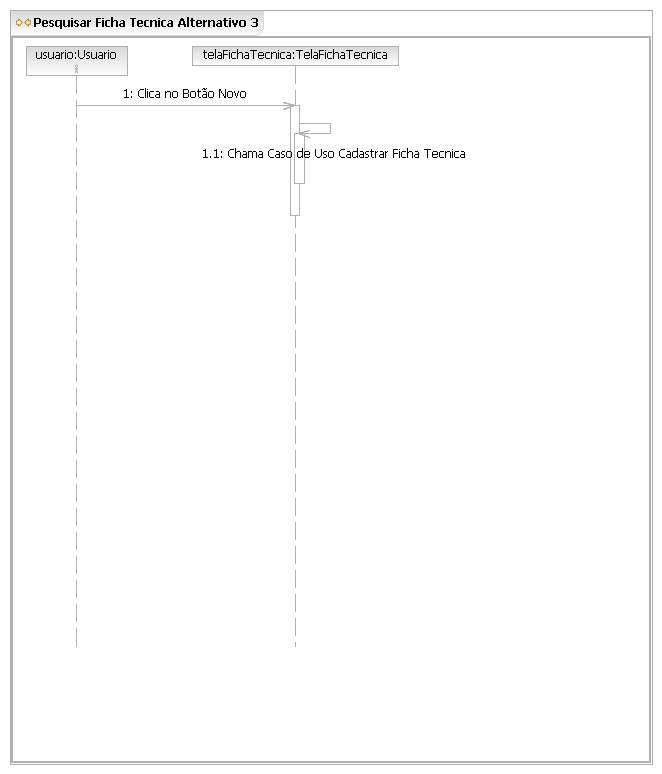 Pesquisar Ficha Tecnica Alternativo 3
usuario:Usuario
telaFichaTecnica:TelaFichaTecnica
1: Clica no Botão Novo
1.1: Chama Caso de Uso Cadastrar Ficha Tecnica